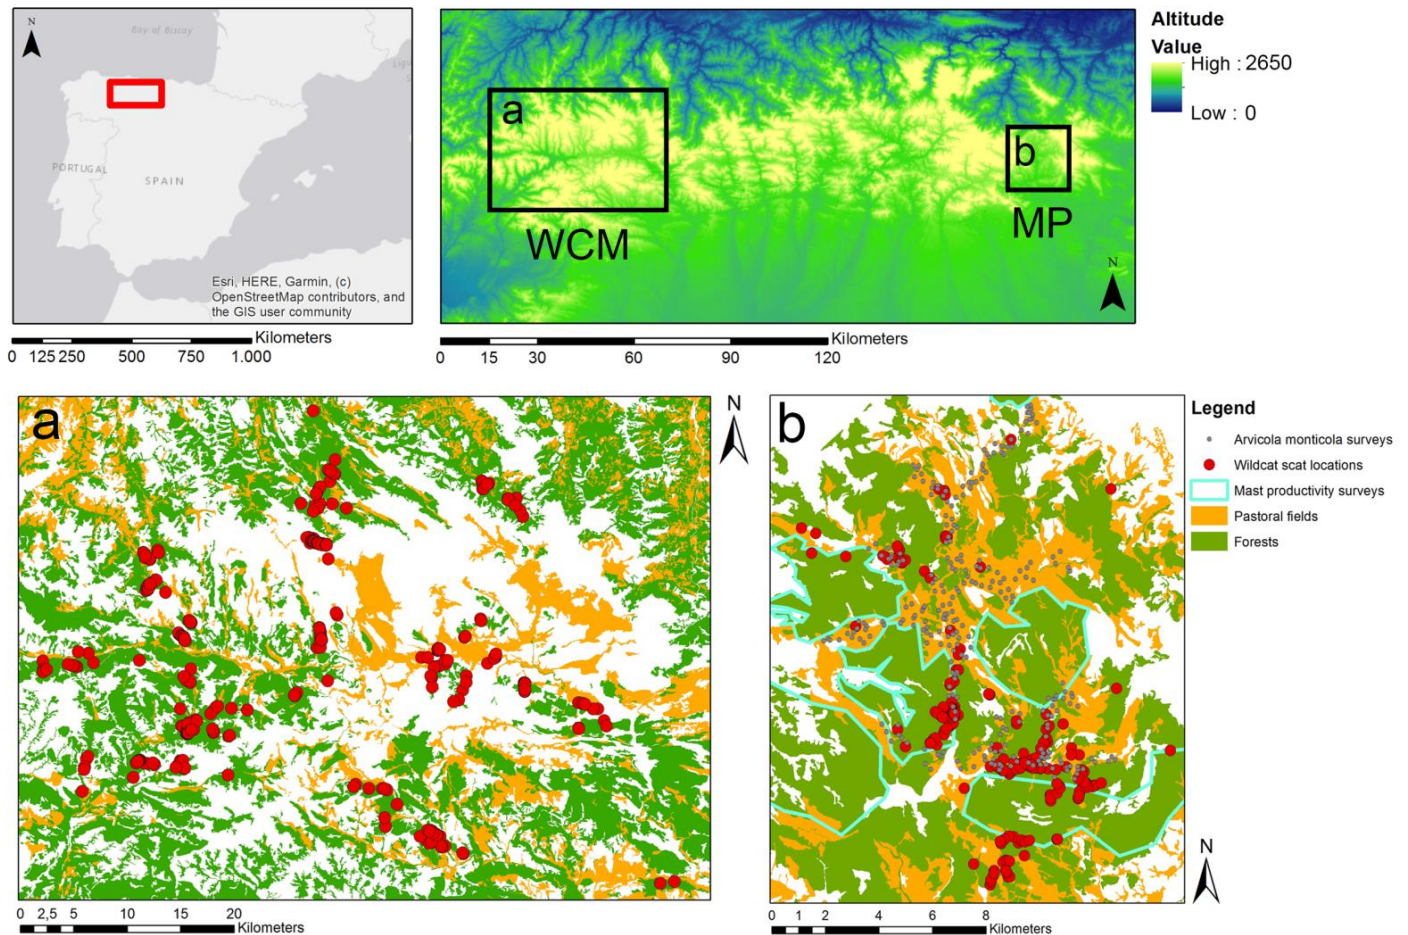 N
Bay of Biscay
Ligu
S
PORTUGAL
SPAIN
Esri, HERE, Garmin, (c)
OpenStreetMap contributors, and
the GIS user community
Kilometers
0 125 250 500 750 1.000
a
b
WCM
MP
N
Kilometers
0 15 30 60 90 120
Altitude
Value
High : 2650
Low : 0
a
N
0 2,5 5 10 15 20
Kilometers
b
N
0 1 2 4 6 8
Kilometers
Legend
Arvicola monticola surveys
Wildcat scat locations
Mast productivity surveys
Pastoral fields
Forests